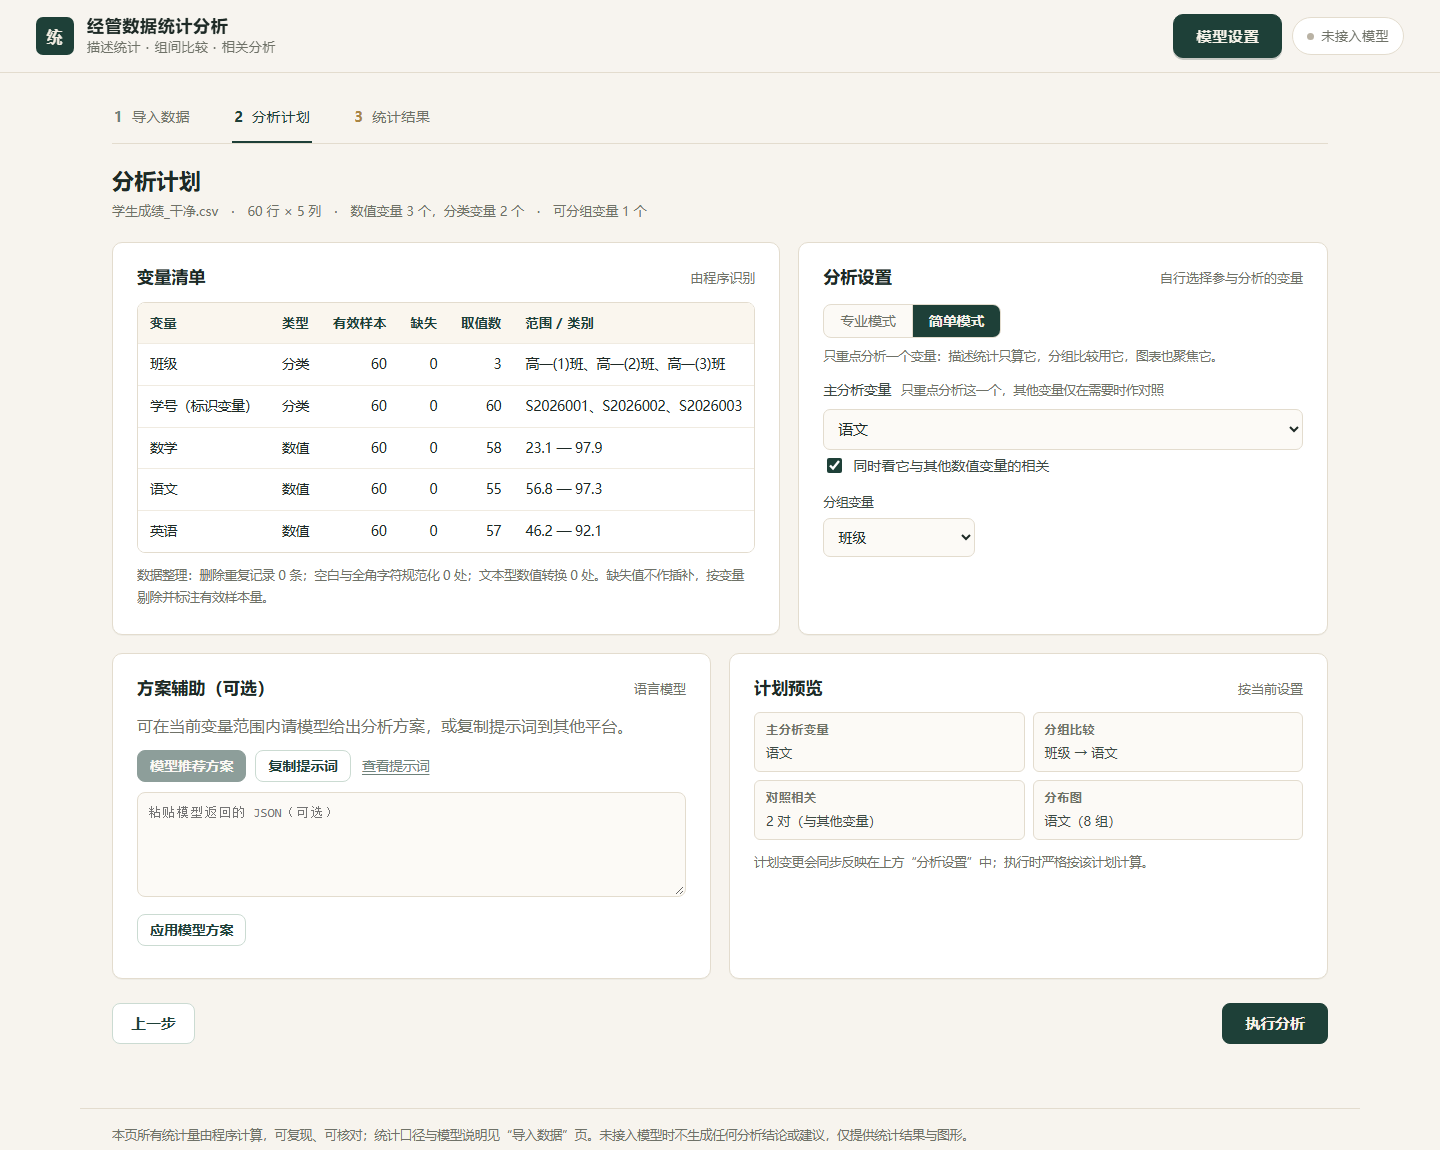 统
经管数据统计分析
描述统计 · 组间比较 · 相关分析
模型设置
未接入模型
1 导入数据
2 分析计划
3 统计结果
分析计划
学生成绩_干净.csv · 60 行 × 5 列 · 数值变量 3 个，分类变量 2 个 · 可分组变量 1 个
变量清单
由程序识别
变量 类型 有效样本 缺失 取值数 范围 / 类别
班级 分类 60 0 3 高一(1)班、高一(2)班、高一(3)班
学号（标识变量） 分类 60 0 60 S2026001、S2026002、S2026003
数学 数值 60 0 58 23.1 — 97.9
语文 数值 60 0 55 56.8 — 97.3
英语 数值 60 0 57 46.2 — 92.1
数据整理：删除重复记录 0 条；空白与全角字符规范化 0 处；文本型数值转换 0 处。缺失值不作插补，按变量
剔除并标注有效样本量。
分析设置
自行选择参与分析的变量
专业模式
简单模式
只重点分析一个变量：描述统计只算它，分组比较用它，图表也聚焦它。
主分析变量 只重点分析这一个，其他变量仅在需要时作对照
语文
同时看它与其他数值变量的相关
分组变量
班级
方案辅助（可选）
语言模型
可在当前变量范围内请模型给出分析方案，或复制提示词到其他平台。
模型推荐方案
复制提示词
查看提示词
粘贴模型返回的 JSON（可选）
应用模型方案
计划预览
按当前设置
主分析变量
语文
分组比较
班级 → 语文
对照相关
2 对（与其他变量）
分布图
语文（8 组）
计划变更会同步反映在上方“分析设置”中；执行时严格按该计划计算。
上一步
执行分析
本页所有统计量由程序计算，可复现、可核对；统计口径与模型说明见“导入数据”页。未接入模型时不生成任何分析结论或建议，仅提供统计结果与图形。